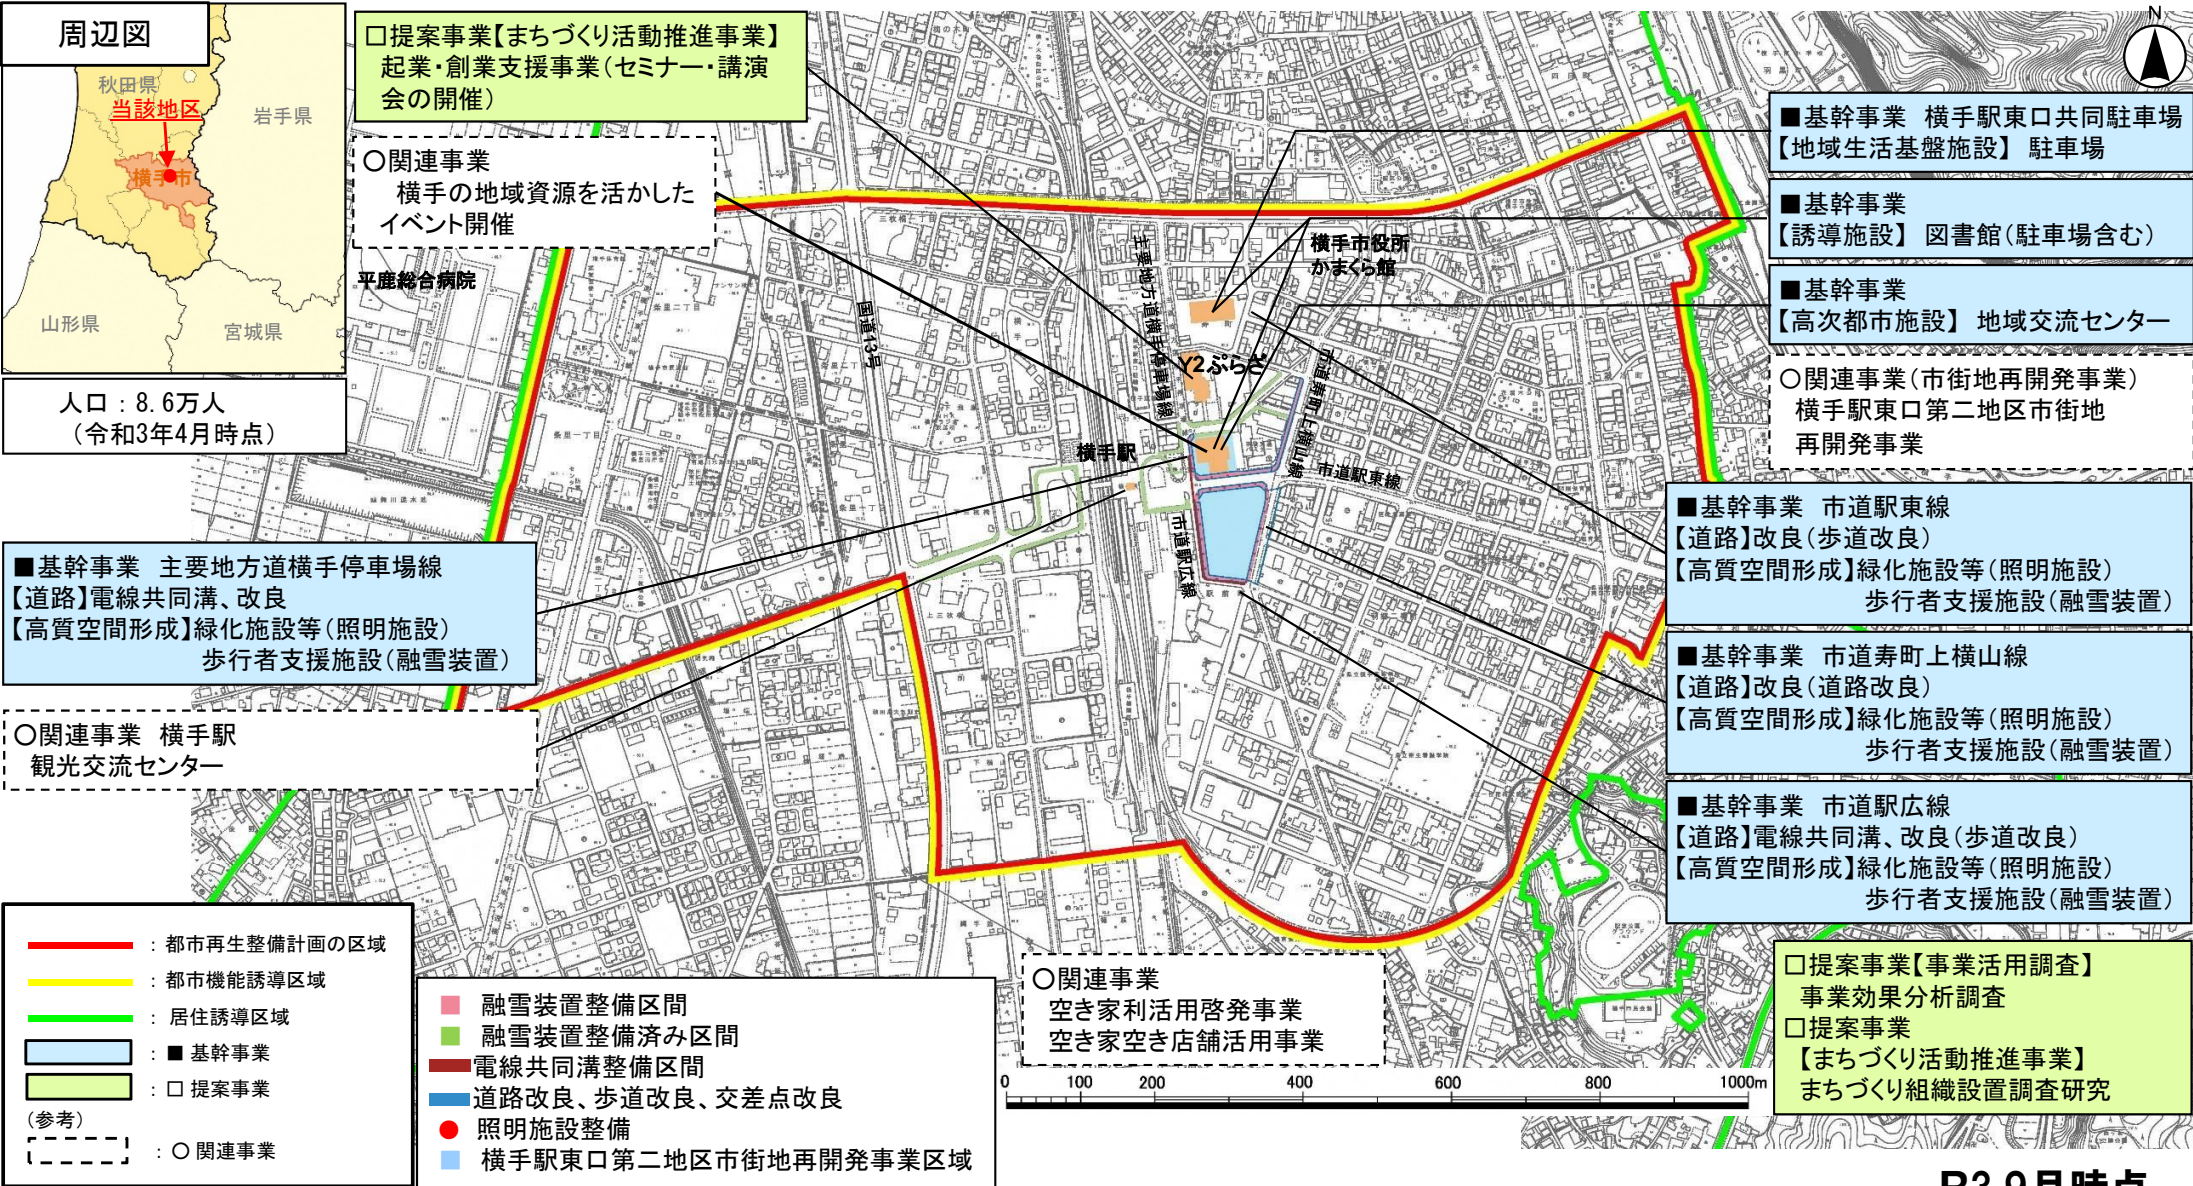 周辺図
秋田県
当該地区
岩手県
横手市
山形県
宮城県
人口：8.6万人
（令和3年4月時点）
□提案事業【まちづくり活動推進事業】
起業・創業支援事業（セミナー・講演
会の開催）
○関連事業
横手の地域資源を活かした
イベント開催
平鹿総合病院
国道13号
主要地方道横手停車場線
横手市役所
かまくら館
Y2ぷらざ
市道寿町上横山線
横手駅
市道駅東線
市道駅広線
N
■基幹事業 横手駅東口共同駐車場
【地域生活基盤施設】 駐車場
■基幹事業
【誘導施設】 図書館（駐車場含む）
■基幹事業
【高次都市施設】 地域交流センター
○関連事業（市街地再開発事業）
横手駅東口第二地区市街地
再開発事業
■基幹事業 市道駅東線
【道路】改良（歩道改良）
【高質空間形成】緑化施設等（照明施設）
歩行者支援施設（融雪装置）
■基幹事業 市道寿町上横山線
【道路】改良（道路改良）
【高質空間形成】緑化施設等（照明施設）
歩行者支援施設（融雪装置）
■基幹事業 市道駅広線
【道路】電線共同溝、改良（歩道改良）
【高質空間形成】緑化施設等（照明施設）
歩行者支援施設（融雪装置）
■基幹事業 主要地方道横手停車場線
【道路】電線共同溝、改良
【高質空間形成】緑化施設等（照明施設）
歩行者支援施設（融雪装置）
○関連事業 横手駅
観光交流センター
：都市再生整備計画の区域
：都市機能誘導区域
：居住誘導区域
：■ 基幹事業
：□ 提案事業
（参考）
：○ 関連事業
融雪装置整備区間
融雪装置整備済み区間
電線共同溝整備区間
道路改良、歩道改良、交差点改良
照明施設整備
横手駅東口第二地区市街地再開発事業区域
○関連事業
空き家利活用啓発事業
空き家空き店舗活用事業
0 100 200 400 600 800 1000m
□提案事業【事業活用調査】
事業効果分析調査
□提案事業
【まちづくり活動推進事業】
まちづくり組織設置調査研究
R3.9月時点